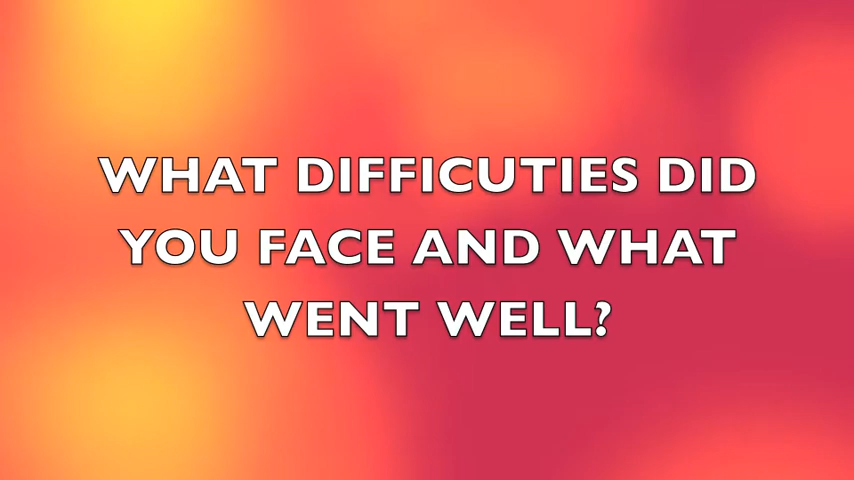 WHAT DIFFICUTIES DID
YOU FACE AND WHAT
WENT WELL?